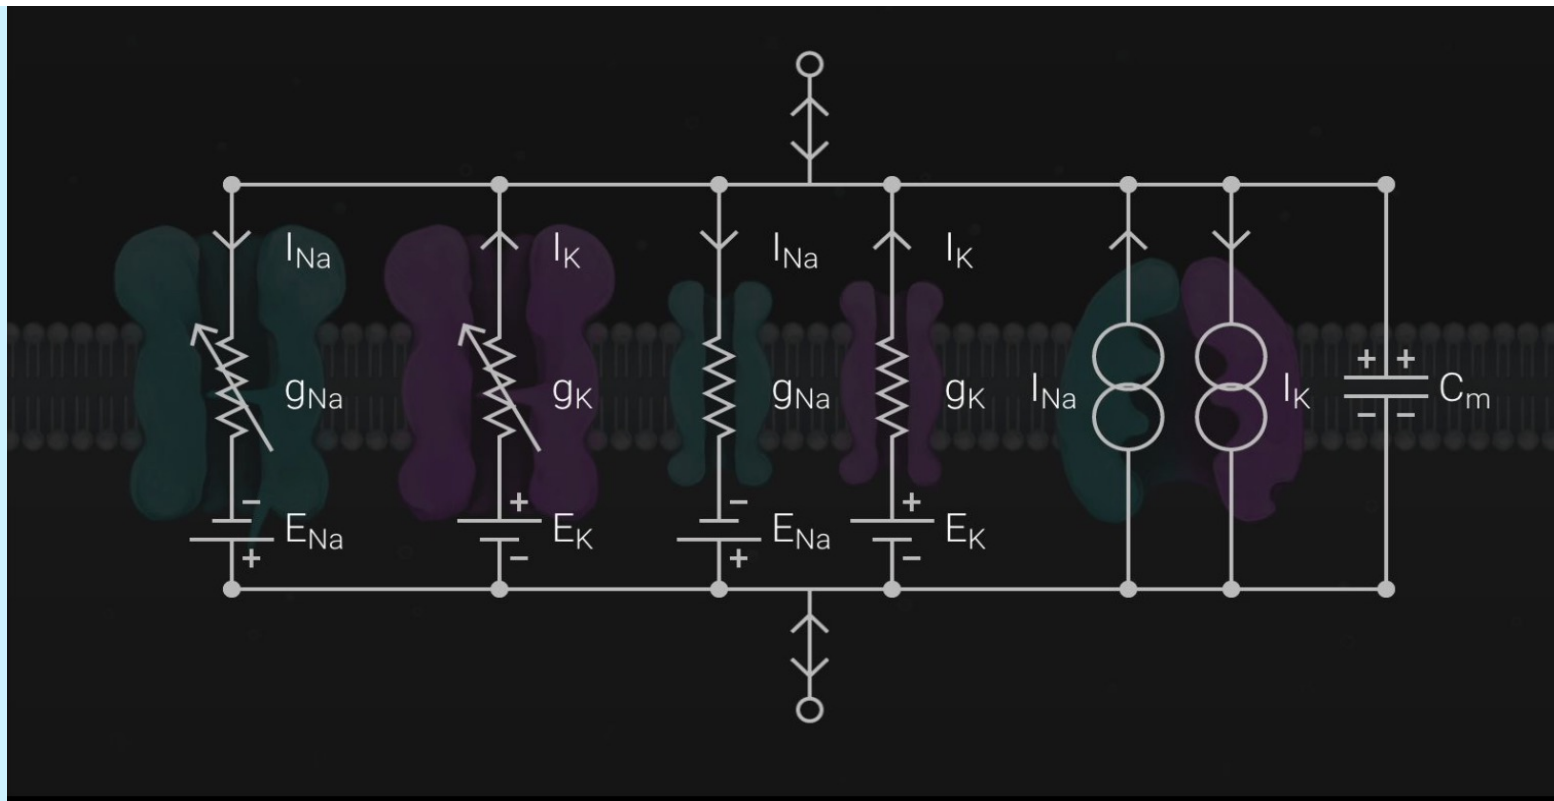 I_Na I_K I_Na I_K
+ +
g_Na g_K g_Na g_K I_Na I_K C_m
− −
− + − +
E_Na E_K E_Na E_K
+ − + −